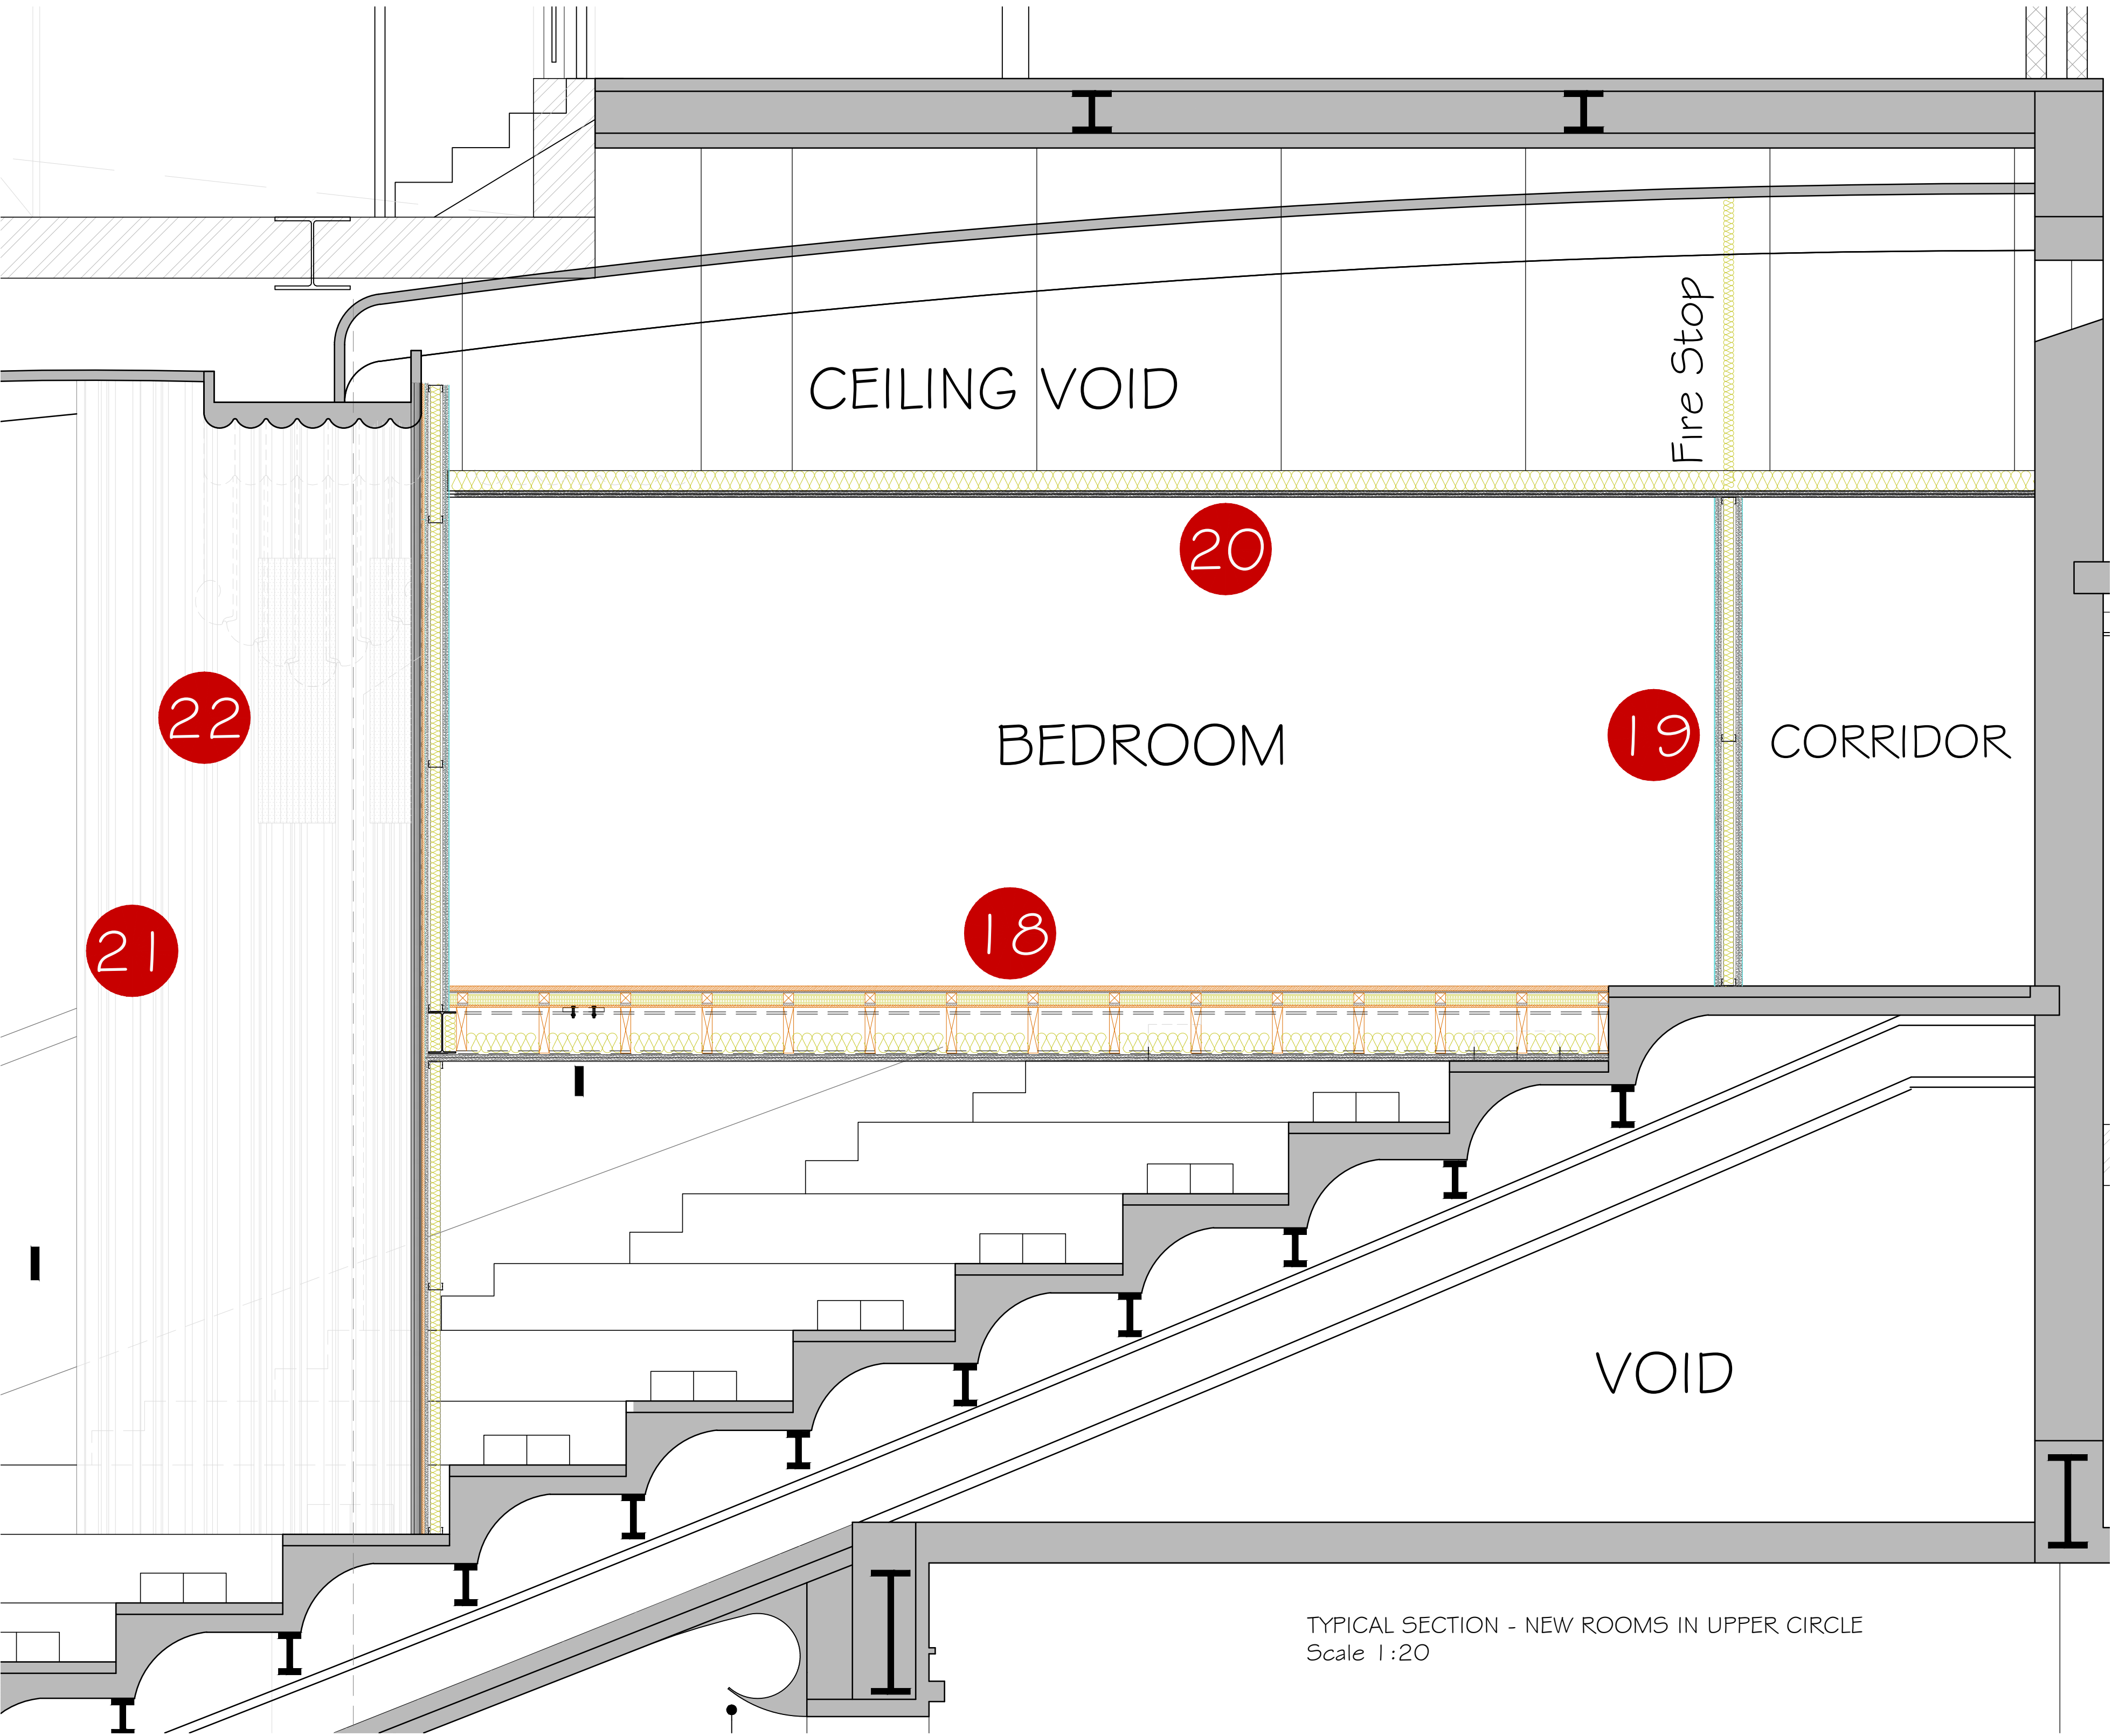 Fire Stop
CEILING VOID
20
22
BEDROOM
19
CORRIDOR
18
21
VOID
TYPICAL SECTION - NEW ROOMS IN UPPER CIRCLE
Scale 1:20